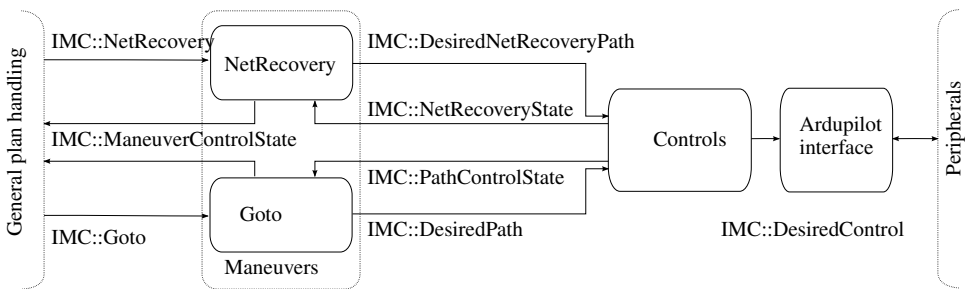 General plan handling
IMC::NetRecovery
IMC::DesiredNetRecoveryPath
NetRecovery
IMC::NetRecoveryState
IMC::ManeuverControlState
Controls
Ardupilot
interface
Peripherals
IMC::PathControlState
Goto
IMC::Goto
IMC::DesiredPath
IMC::DesiredControl
Maneuvers